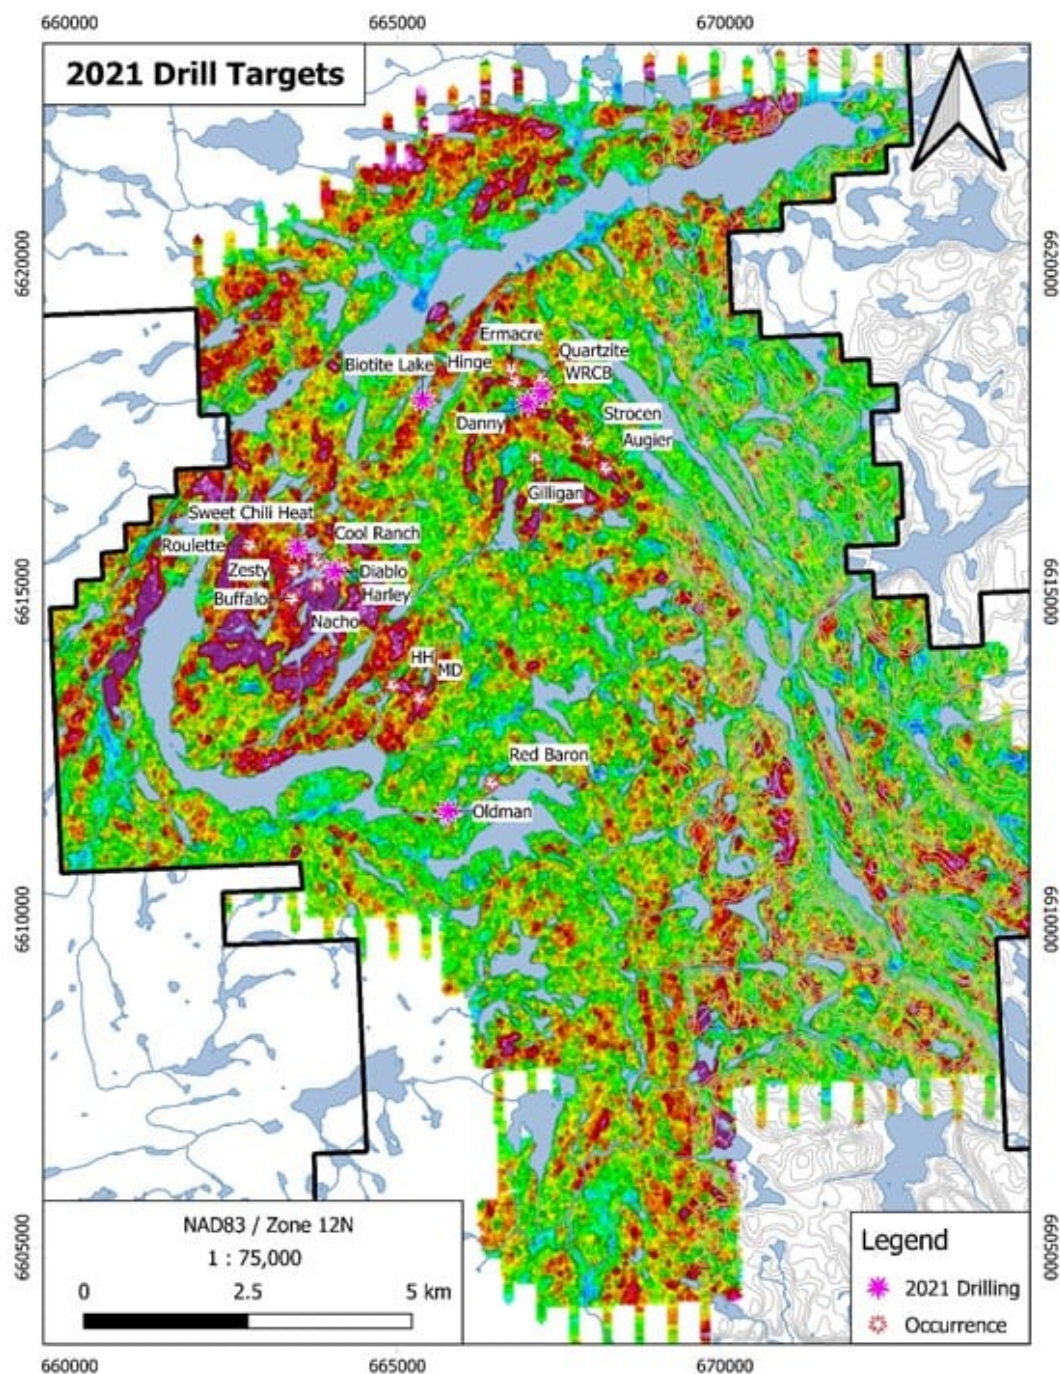 660000
665000
670000
2021 Drill Targets
6620000
6620000
Ermacre
Quartzite
Biotite Lake
Hinge
WRCB
Danny
Strocen
Augier
Gilligan
Sweet Chili Heat
Cool Ranch
Roulette
Zesty
Diablo
6615000
6615000
Buffalo
Harley
Nacho
HH
MD
Red Baron
Oldman
6610000
6610000
NAD83 / Zone 12N
1 : 75,000
0
2.5
5 km
6605000
6605000
Legend
2021 Drilling
Occurrence
660000
665000
670000